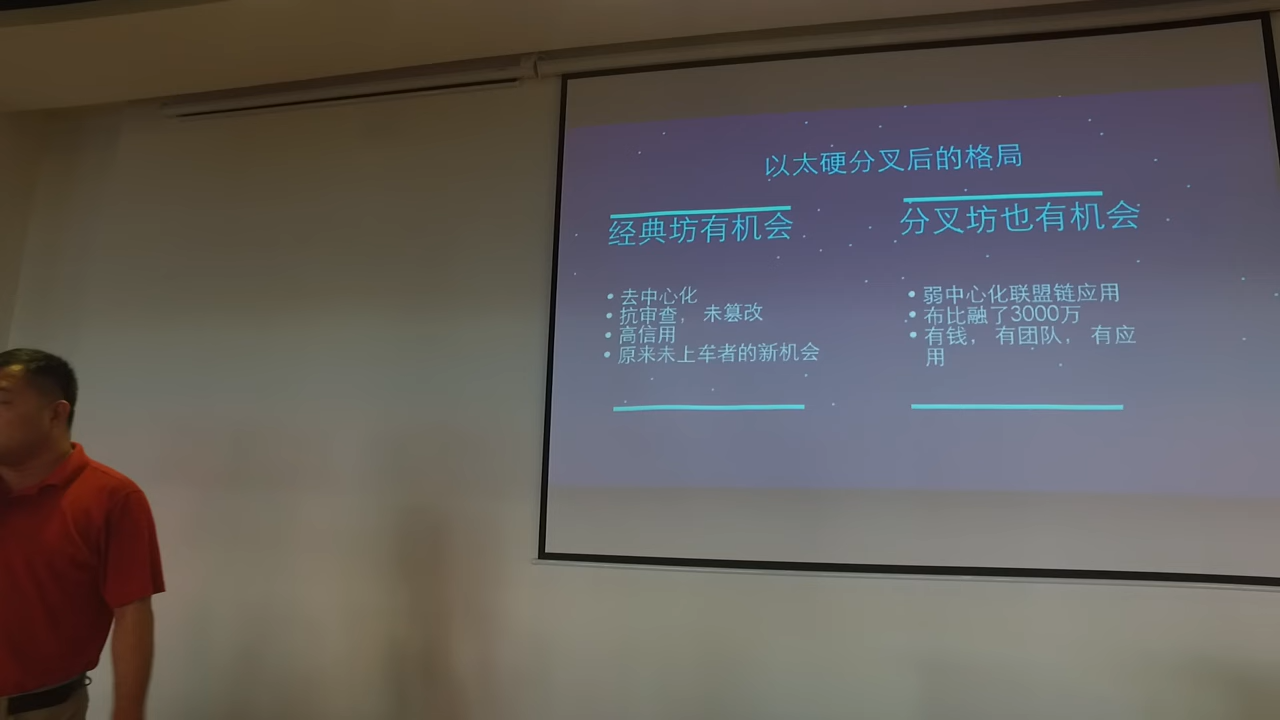 以太硬分叉后的格局
经典坊有机会
• 去中心化
• 抗审查， 未篡改
• 高信用
• 原来未上车者的新机会
分叉坊也有机会
• 弱中心化联盟链应用
• 布比融了3000万
• 有钱， 有团队， 有应
用